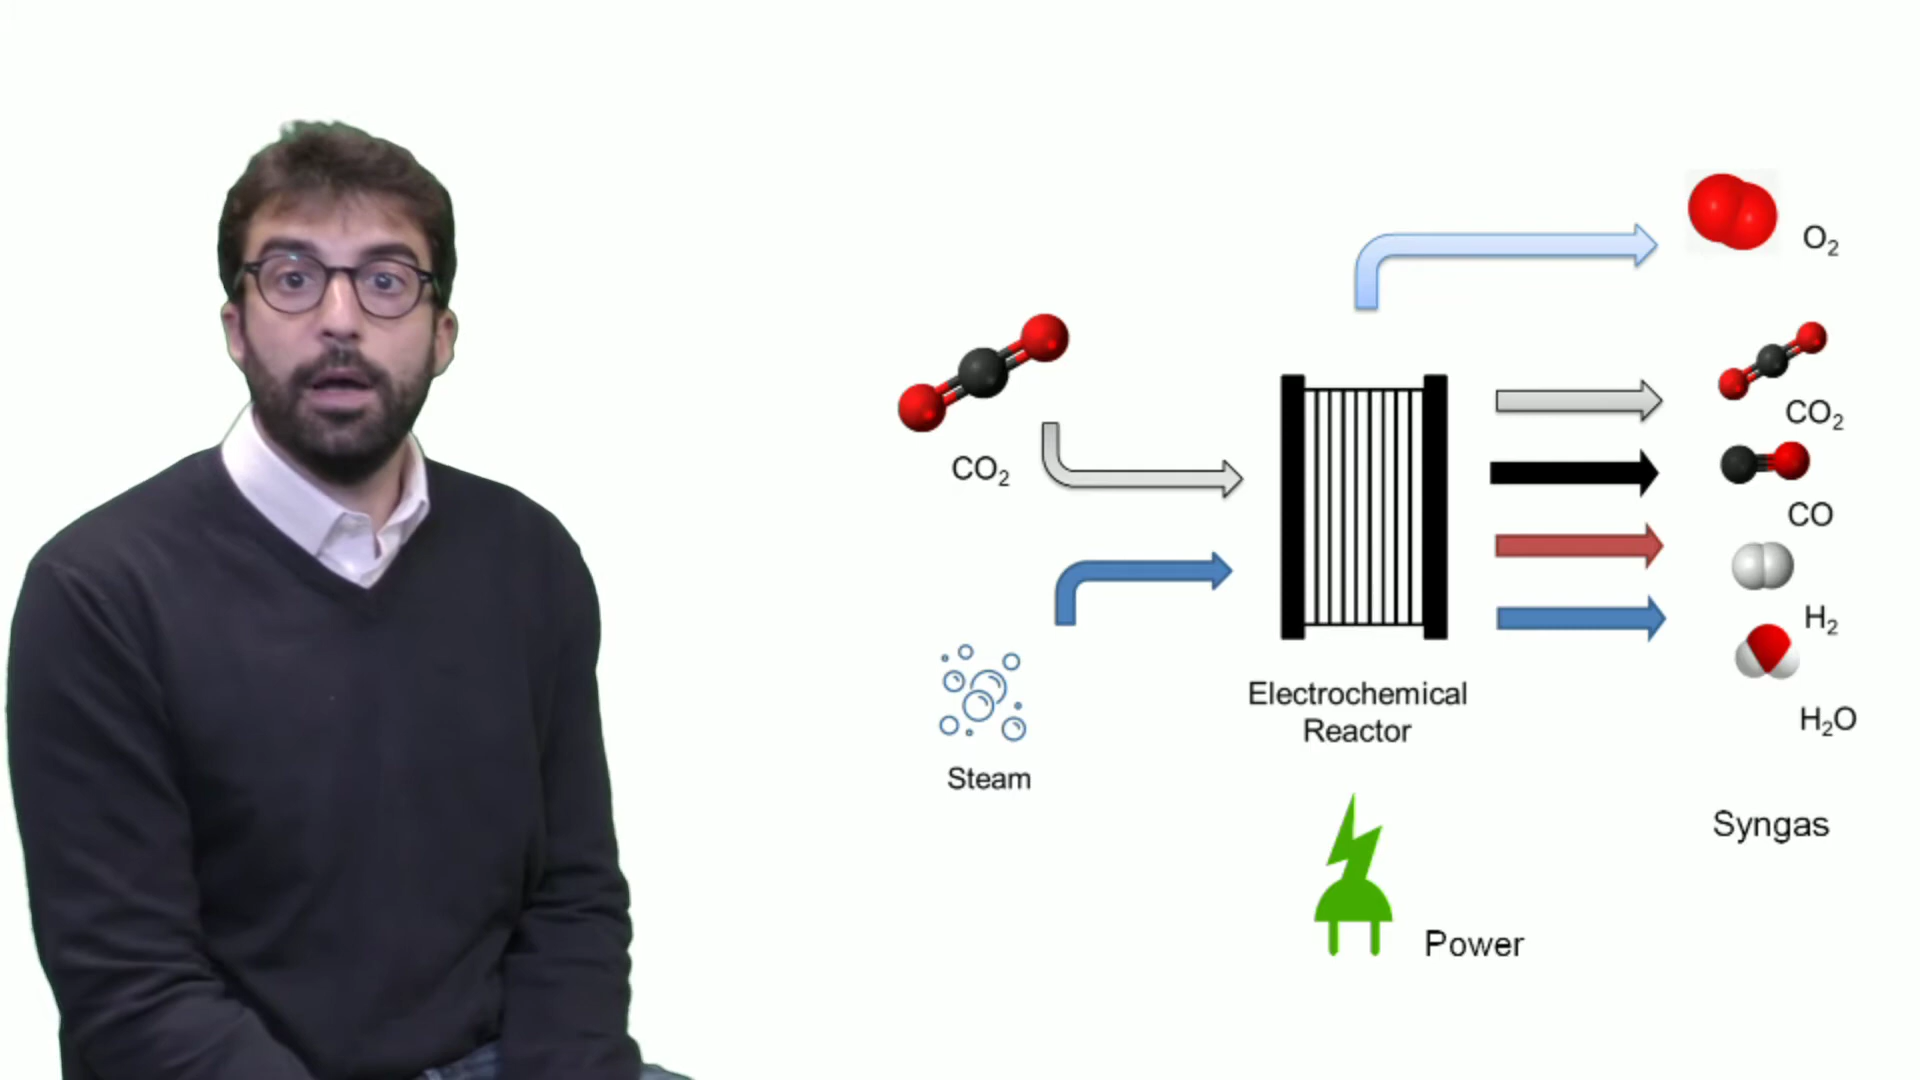 O₂
CO₂
CO₂
CO
H₂
H₂O
Steam
Electrochemical
Reactor
Syngas
Power